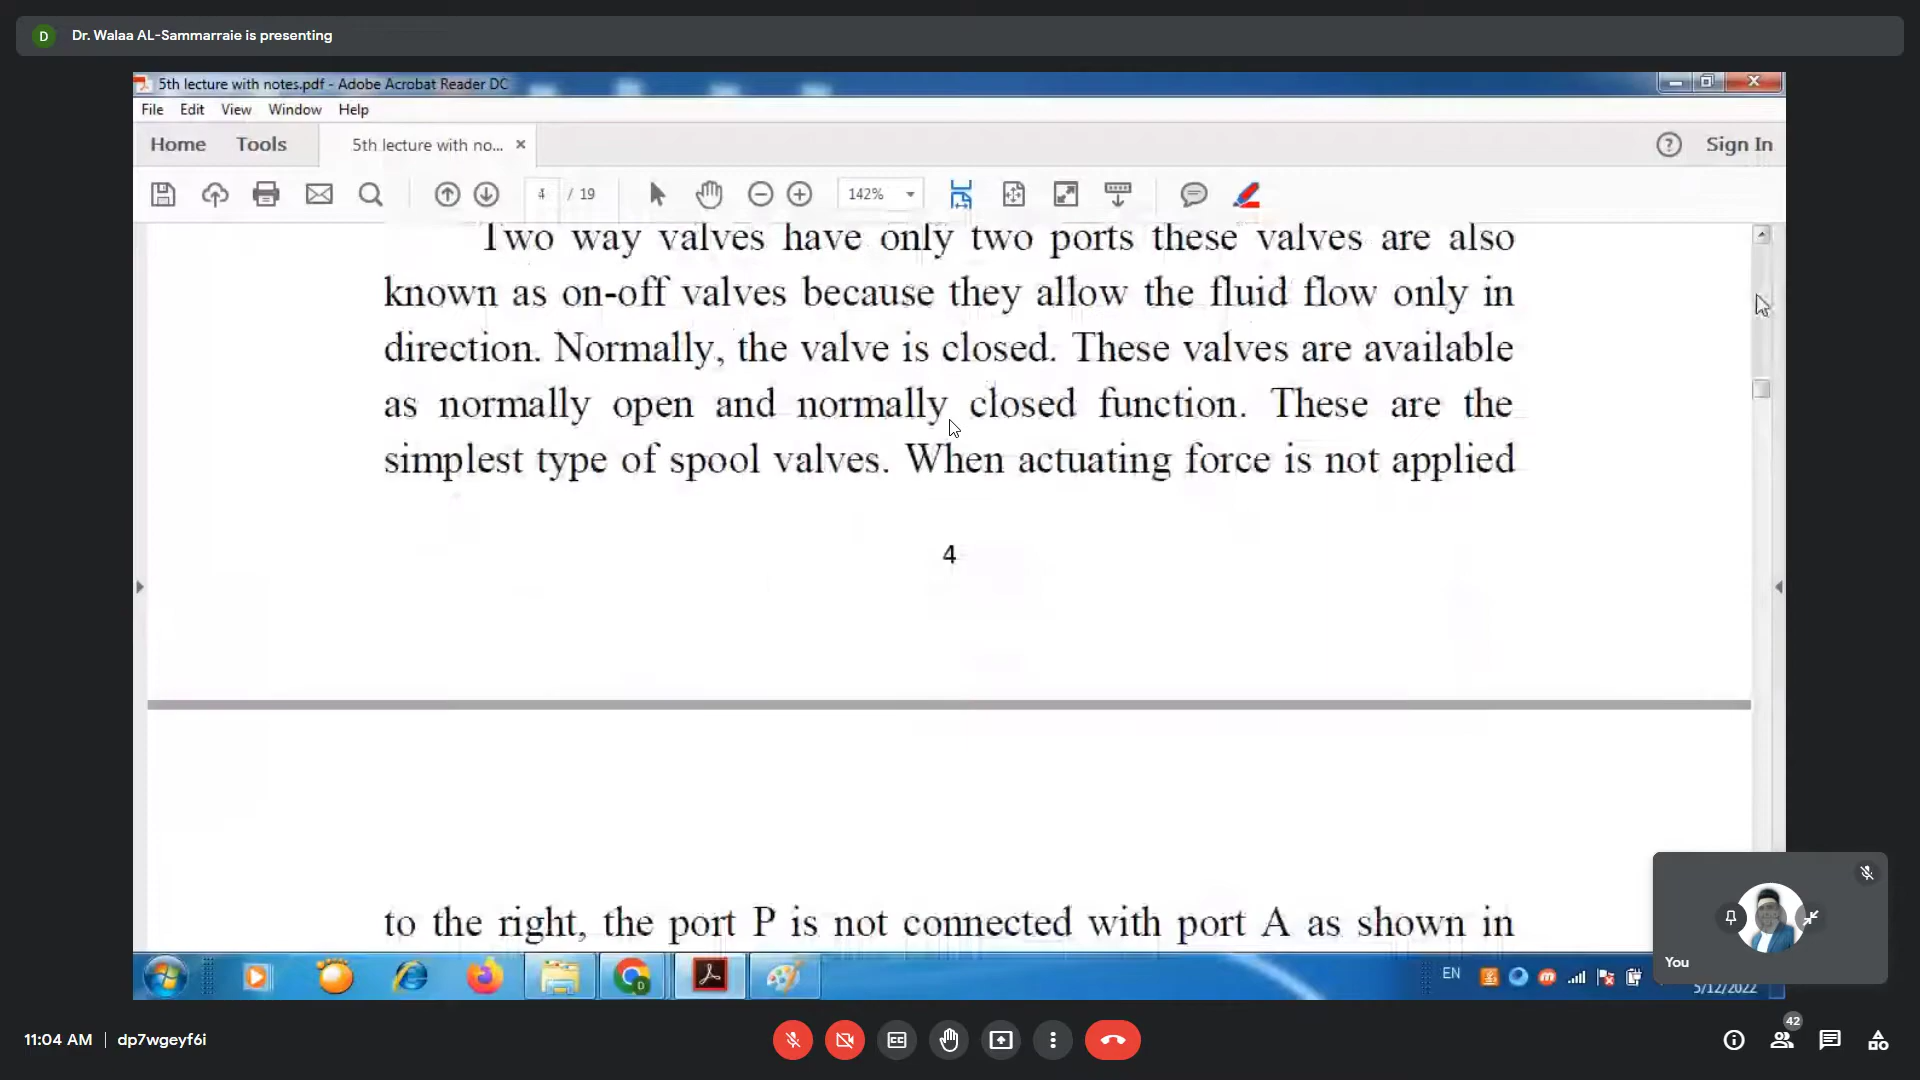 D Dr. Walaa AL-Sammarraie is presenting
5th lecture with notes.pdf - Adobe Acrobat Reader DC
File Edit View Window Help
Home Tools 5th lecture with no... × ? Sign In
4 / 19 142%
Two way valves have only two ports these valves are also
known as on-off valves because they allow the fluid flow only in
direction. Normally, the valve is closed. These valves are available
as normally open and normally closed function. These are the
simplest type of spool valves. When actuating force is not applied
4
to the right, the port P is not connected with port A as shown in
You
EN
5/12/2022
11:04 AM dp7wgeyf6i
42